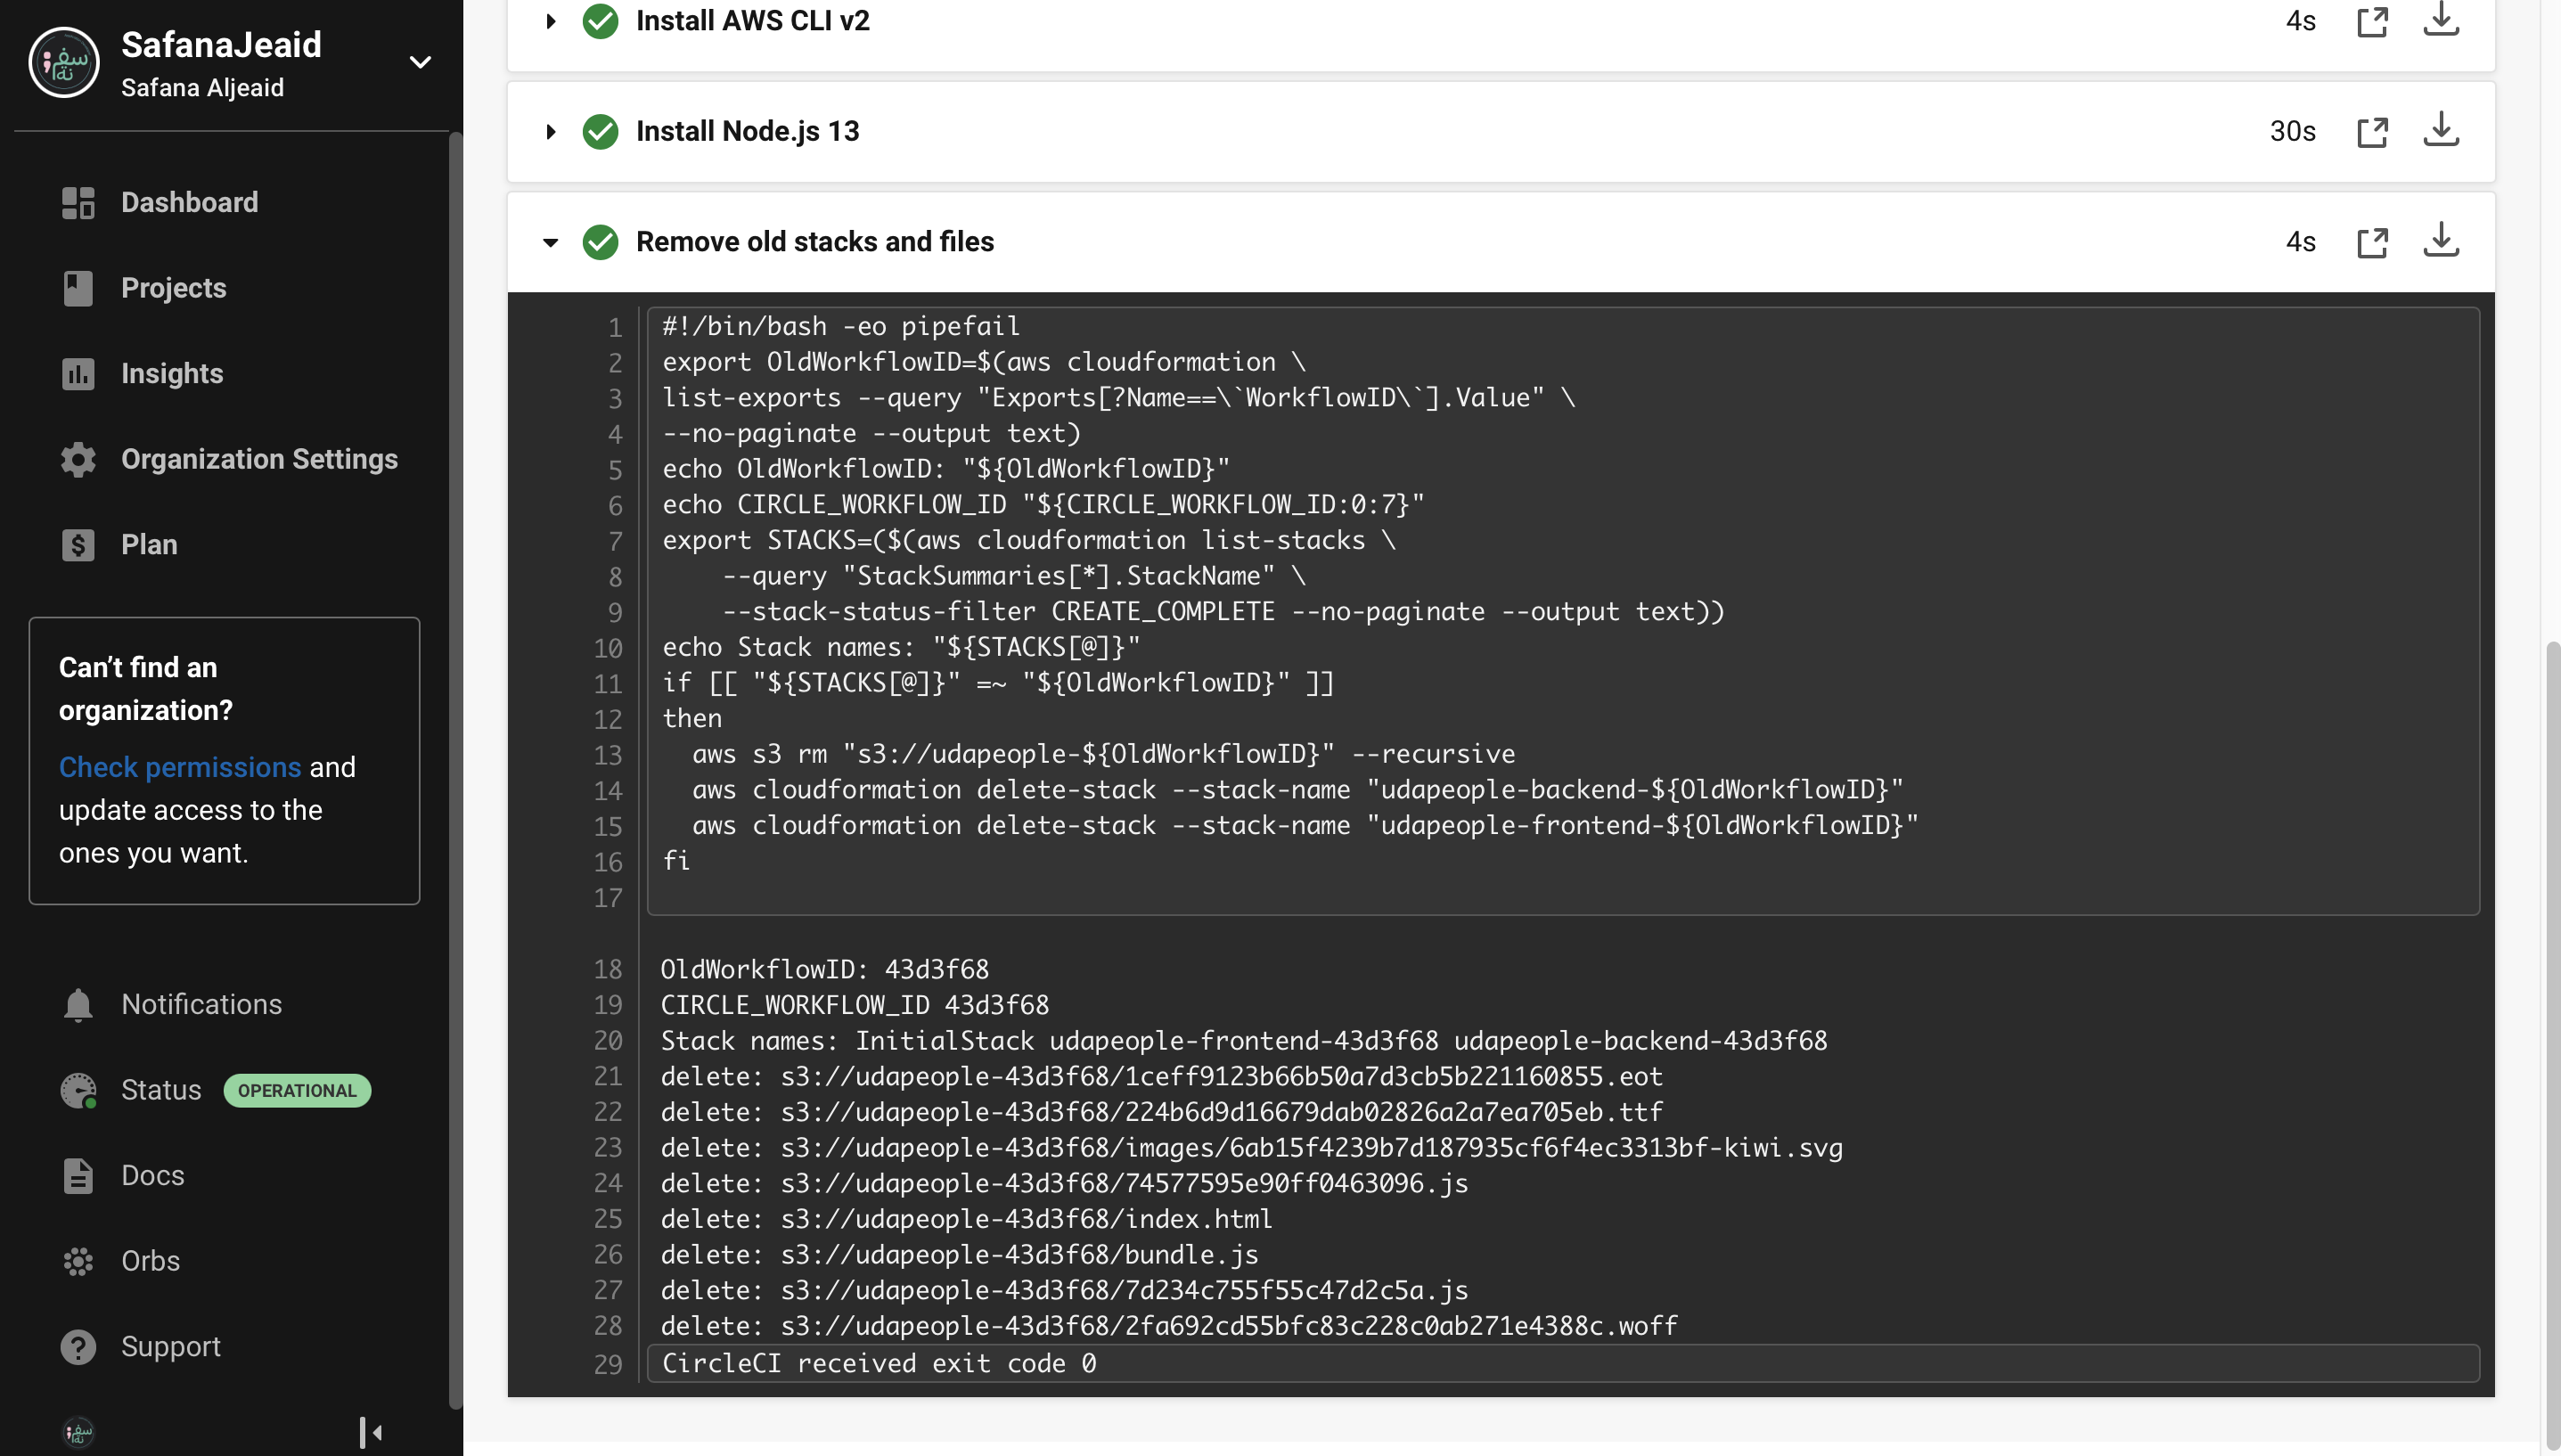 SafanaJeaid
Safana Aljeaid
Dashboard
Projects
Insights
Organization Settings
Plan
Can’t find an
organization?
Check permissions and
update access to the
ones you want.
Notifications
Status OPERATIONAL
Docs
Orbs
Support
Install AWS CLI v2 4s
Install Node.js 13 30s
Remove old stacks and files 4s
1 #!/bin/bash -eo pipefail
2 export OldWorkflowID=$(aws cloudformation \
3 list-exports --query "Exports[?Name==\`WorkflowID\`].Value" \
4 --no-paginate --output text)
5 echo OldWorkflowID: "${OldWorkflowID}"
6 echo CIRCLE_WORKFLOW_ID "${CIRCLE_WORKFLOW_ID:0:7}"
7 export STACKS=($(aws cloudformation list-stacks \
8     --query "StackSummaries[*].StackName" \
9     --stack-status-filter CREATE_COMPLETE --no-paginate --output text))
10 echo Stack names: "${STACKS[@]}"
11 if [[ "${STACKS[@]}" =~ "${OldWorkflowID}" ]]
12 then
13   aws s3 rm "s3://udapeople-${OldWorkflowID}" --recursive
14   aws cloudformation delete-stack --stack-name "udapeople-backend-${OldWorkflowID}"
15   aws cloudformation delete-stack --stack-name "udapeople-frontend-${OldWorkflowID}"
16 fi
17
18 OldWorkflowID: 43d3f68
19 CIRCLE_WORKFLOW_ID 43d3f68
20 Stack names: InitialStack udapeople-frontend-43d3f68 udapeople-backend-43d3f68
21 delete: s3://udapeople-43d3f68/1ceff9123b66b50a7d3cb5b221160855.eot
22 delete: s3://udapeople-43d3f68/224b6d9d16679dab02826a2a7ea705eb.ttf
23 delete: s3://udapeople-43d3f68/images/6ab15f4239b7d187935cf6f4ec3313bf-kiwi.svg
24 delete: s3://udapeople-43d3f68/74577595e90ff0463096.js
25 delete: s3://udapeople-43d3f68/index.html
26 delete: s3://udapeople-43d3f68/bundle.js
27 delete: s3://udapeople-43d3f68/7d234c755f55c47d2c5a.js
28 delete: s3://udapeople-43d3f68/2fa692cd55bfc83c228c0ab271e4388c.woff
29 CircleCI received exit code 0